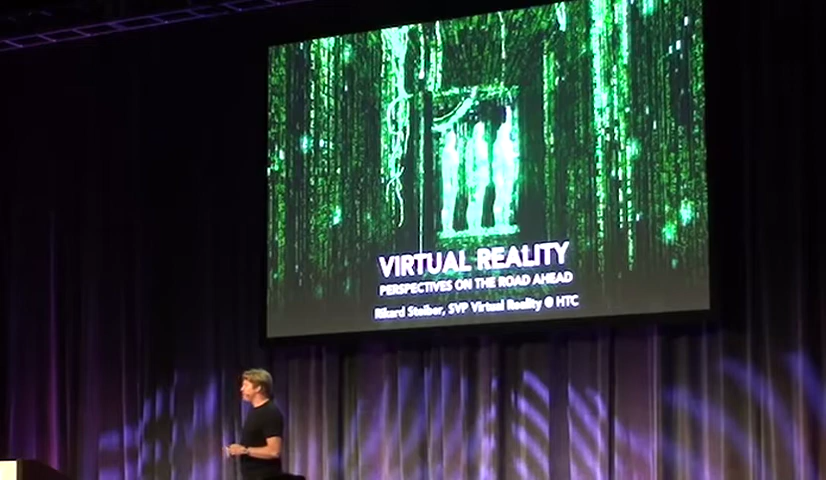 VIRTUAL REALITY
PERSPECTIVES ON THE ROAD AHEAD
Rikard Steiber, SVP Virtual Reality @ HTC